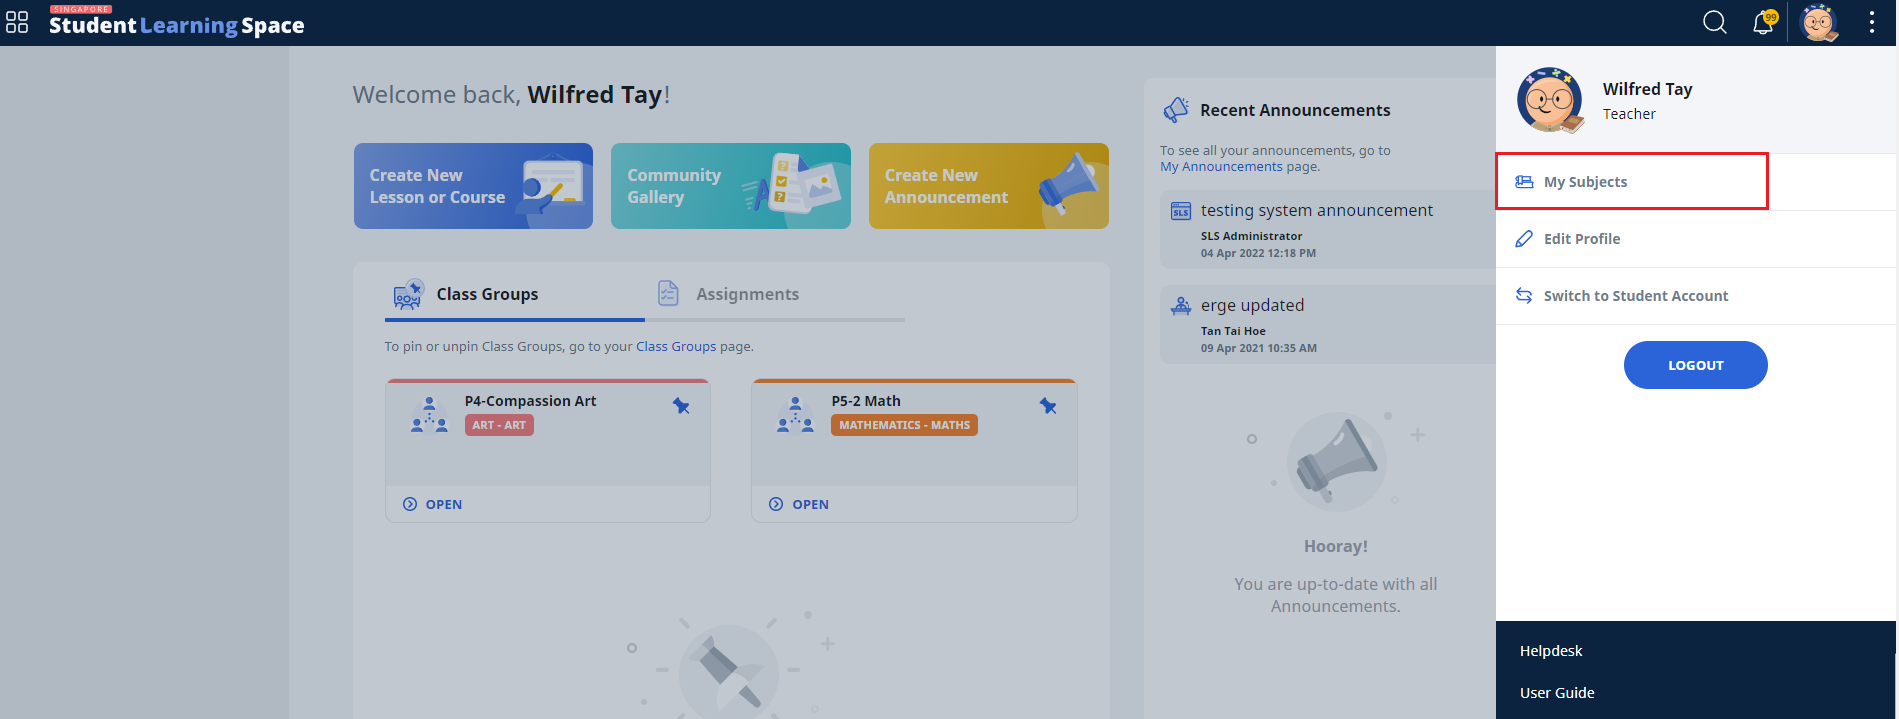 SINGAPORE
Student Learning Space
99
Welcome back, Wilfred Tay!
Create New
Lesson or Course
Community
Gallery
Create New
Announcement
Class Groups
Assignments
To pin or unpin Class Groups, go to your Class Groups page.
P4-Compassion Art
ART - ART
OPEN
P5-2 Math
MATHEMATICS - MATHS
OPEN
Recent Announcements
To see all your announcements, go to
My Announcements page.
SLS
testing system announcement
SLS Administrator
04 Apr 2022 12:18 PM
erge updated
Tan Tai Hoe
09 Apr 2021 10:35 AM
Hooray!
You are up-to-date with all
Announcements.
Wilfred Tay
Teacher
My Subjects
Edit Profile
Switch to Student Account
LOGOUT
Helpdesk
User Guide